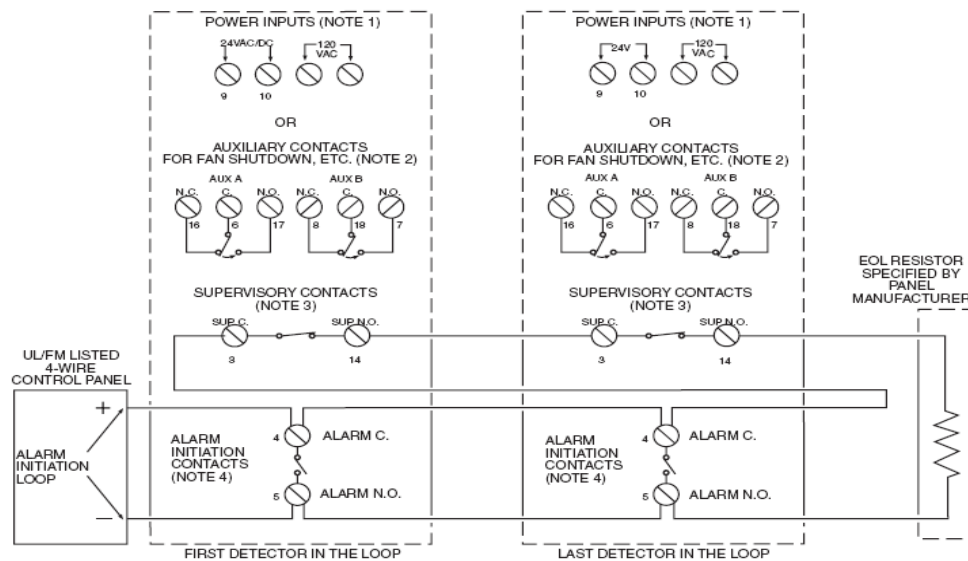 POWER INPUTS (NOTE 1)
24VAC/DC
120
VAC
9
10
OR
AUXILIARY CONTACTS
FOR FAN SHUTDOWN, ETC. (NOTE 2)
AUX A
AUX B
N.C.
C.
N.O.
N.C.
C.
N.O.
16
6
17
8
18
7
SUPERVISORY CONTACTS
(NOTE 3)
SUP C.
SUP N.O.
3
14
POWER INPUTS (NOTE 1)
24V
120
VAC
9
10
OR
AUXILIARY CONTACTS
FOR FAN SHUTDOWN, ETC. (NOTE 2)
AUX A
AUX B
N.C.
C.
N.O.
N.C.
C.
N.O.
16
6
17
8
18
7
SUPERVISORY CONTACTS
(NOTE 3)
SUP C.
SUP N.O.
3
14
EOL RESISTOR
SPECIFIED BY
PANEL
MANUFACTURER
UL/FM LISTED
4-WIRE
CONTROL PANEL
+
ALARM
INITIATION
LOOP
–
ALARM
INITIATION
CONTACTS
(NOTE 4)
4
ALARM C.
5
ALARM N.O.
ALARM
INITIATION
CONTACTS
(NOTE 4)
4
ALARM C.
5
ALARM N.O.
FIRST DETECTOR IN THE LOOP
LAST DETECTOR IN THE LOOP